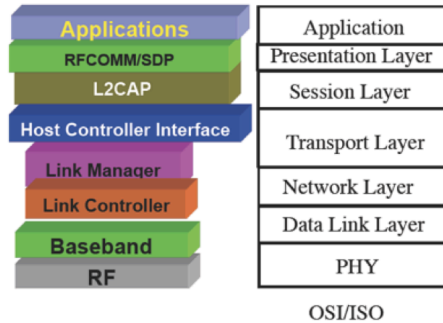 Applications
RFCOMM/SDP
L2CAP
Host Controller Interface
Link Manager
Link Controller
Baseband
RF
Application
Presentation Layer
Session Layer
Transport Layer
Network Layer
Data Link Layer
PHY
OSI/ISO